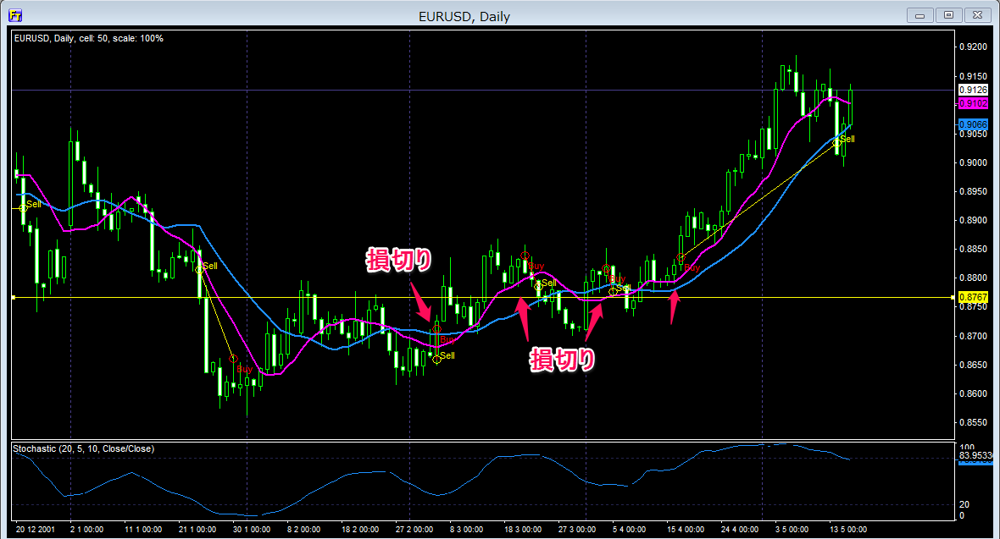 FT
EURUSD, Daily
EURUSD, Daily, cell: 50, scale: 100%
0.9200
0.9150
0.9126
0.9102
0.9066
0.9050
0.9000
0.8950
0.8900
0.8850
0.8800
0.8767
0.8750
0.8700
0.8650
0.8600
0.8550
Sell
Sell
Buy
損切り
Buy
Sell
Buy
Sell
Buy
Sell
損切り
Buy
Sell
Stochastic (20, 5, 10, Close/Close)
100
83.9533
20
0
20 12 2001 2 1 00:00 11 1 00:00 21 1 00:00 30 1 00:00 8 2 00:00 18 2 00:00 27 2 00:00 8 3 00:00 18 3 00:00 27 3 00:00 5 4 00:00 15 4 00:00 24 4 00:00 3 5 00:00 13 5 00:00